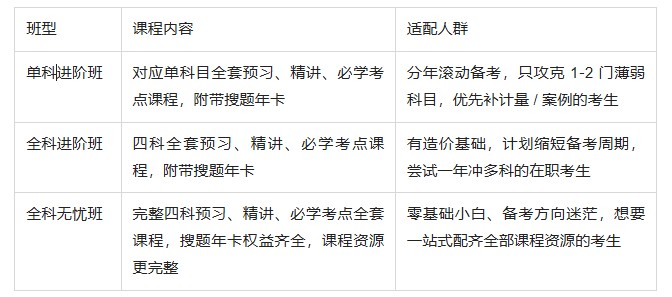 班型
课程内容
适配人群
单科进阶班
对应单科目全套预习、精讲、必学考
点课程，附带搜题年卡
分年滚动备考，只攻克 1-2 门薄弱
科目，优先补计量 / 案例的考生
全科进阶班
四科全套预习、精讲、必学考点课
程，附带搜题年卡
有造价基础，计划缩短备考周期，
尝试一年冲多科的在职考生
全科无忧班
完整四科预习、精讲、必学考点全套
课程，搜题年卡权益齐全，课程资源
更完整
零基础小白、备考方向迷茫，想要
一站式配齐全部课程资源的考生